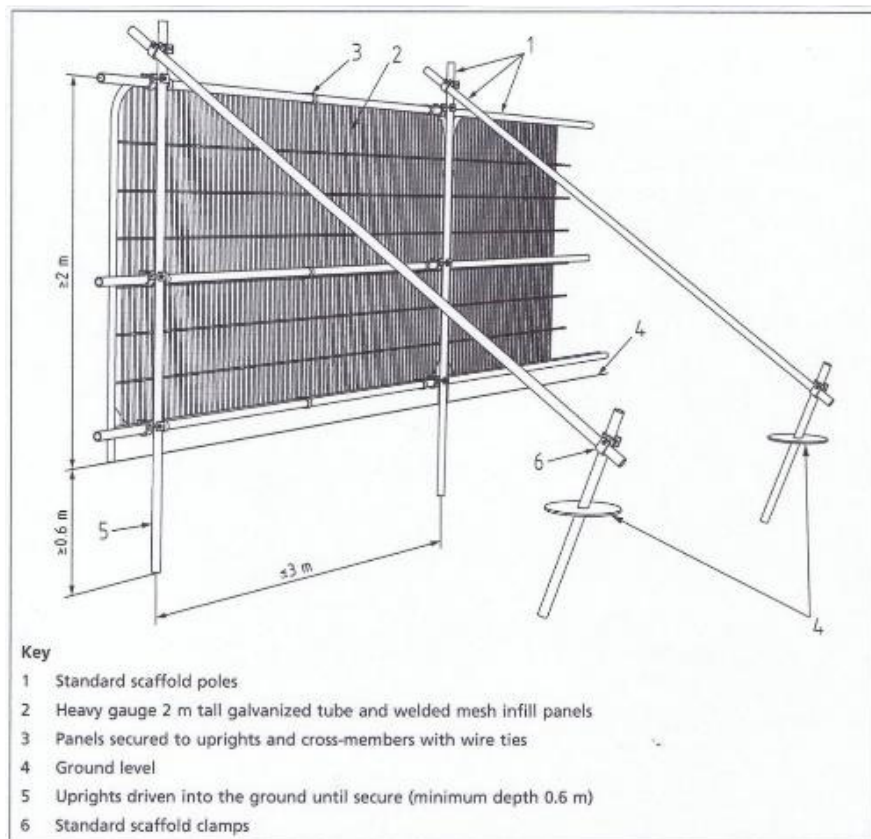 1
3
2
≥2 m
4
6
5
≥0.6 m
≤3 m
4
Key
1 Standard scaffold poles
2 Heavy gauge 2 m tall galvanized tube and welded mesh infill panels
3 Panels secured to uprights and cross-members with wire ties
4 Ground level
5 Uprights driven into the ground until secure (minimum depth 0.6 m)
6 Standard scaffold clamps